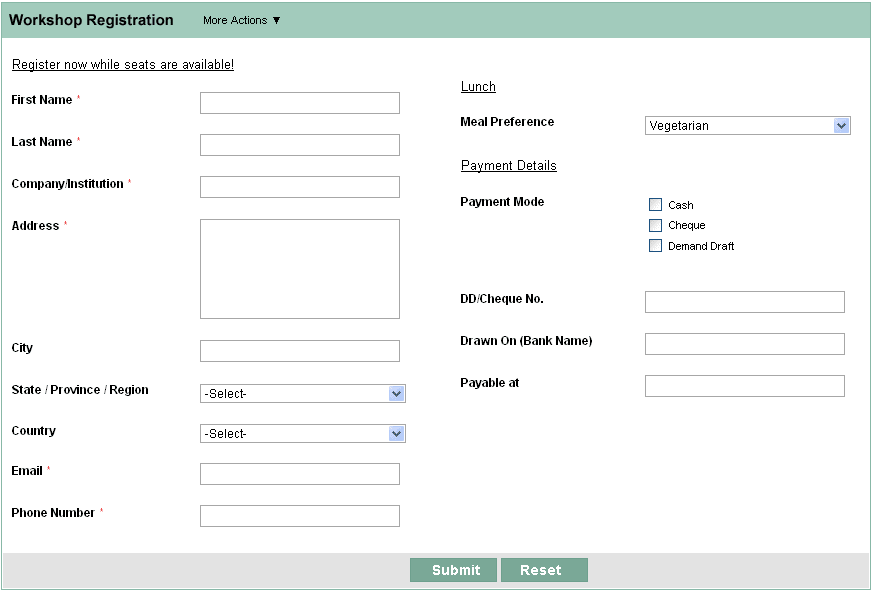 Workshop Registration More Actions ▼
Register now while seats are available!
First Name *
Last Name *
Company/Institution *
Address *
City
State / Province / Region -Select-
Country -Select-
Email *
Phone Number *
Lunch
Meal Preference Vegetarian
Payment Details
Payment Mode Cash
Cheque
Demand Draft
DD/Cheque No.
Drawn On (Bank Name)
Payable at
Submit Reset